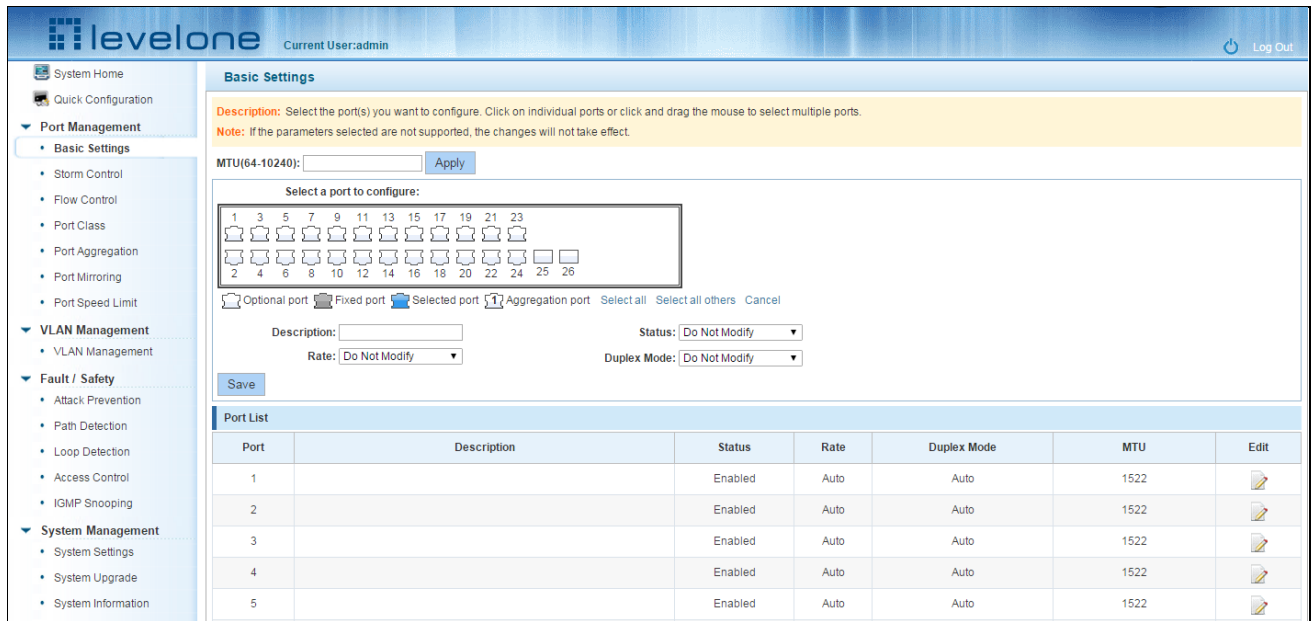 levelone Current User:admin Log Out
System Home
Quick Configuration
Port Management
Basic Settings
Storm Control
Flow Control
Port Class
Port Aggregation
Port Mirroring
Port Speed Limit
VLAN Management
VLAN Management
Fault / Safety
Attack Prevention
Path Detection
Loop Detection
Access Control
IGMP Snooping
System Management
System Settings
System Upgrade
System Information
Basic Settings
Description: Select the port(s) you want to configure. Click on individual ports or click and drag the mouse to select multiple ports.
Note: If the parameters selected are not supported, the changes will not take effect.
MTU(64-10240): Apply
Select a port to configure:
1 3 5 7 9 11 13 15 17 19 21 23
2 4 6 8 10 12 14 16 18 20 22 24 25 26
Optional port Fixed port Selected port 1 Aggregation port Select all Select all others Cancel
Description: Status: Do Not Modify
Rate: Do Not Modify Duplex Mode: Do Not Modify
Save
Port List
Port Description Status Rate Duplex Mode MTU Edit
1 Enabled Auto Auto 1522
2 Enabled Auto Auto 1522
3 Enabled Auto Auto 1522
4 Enabled Auto Auto 1522
5 Enabled Auto Auto 1522